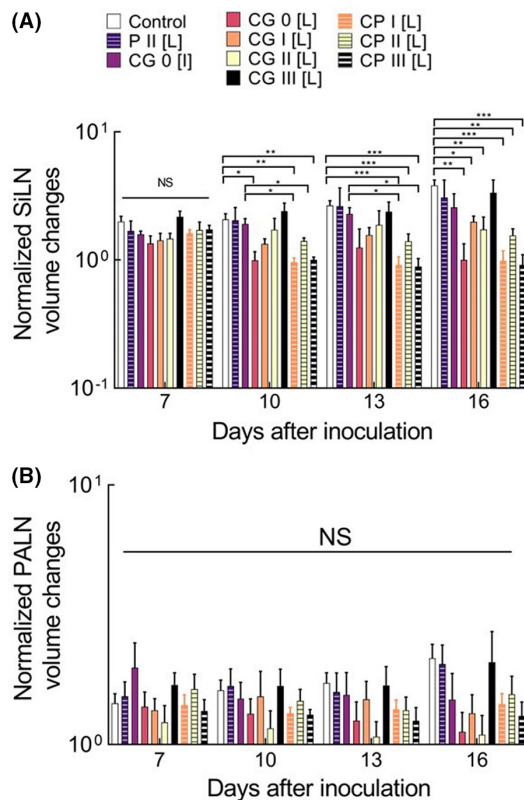 (A)
Control
P II [L]
CG 0 [I]
CG 0 [L]
CG I [L]
CG II [L]
CG III [L]
CP I [L]
CP II [L]
CP III [L]
Normalized SiLN
volume changes
10¹
10⁰
10⁻¹
NS
** 
**
*
*
*
***
***
***
*
*
***
**
***
**
*
**
7 10 13 16
Days after inoculation
(B)
Normalized PALN
volume changes
10¹
10⁰
NS
7 10 13 16
Days after inoculation